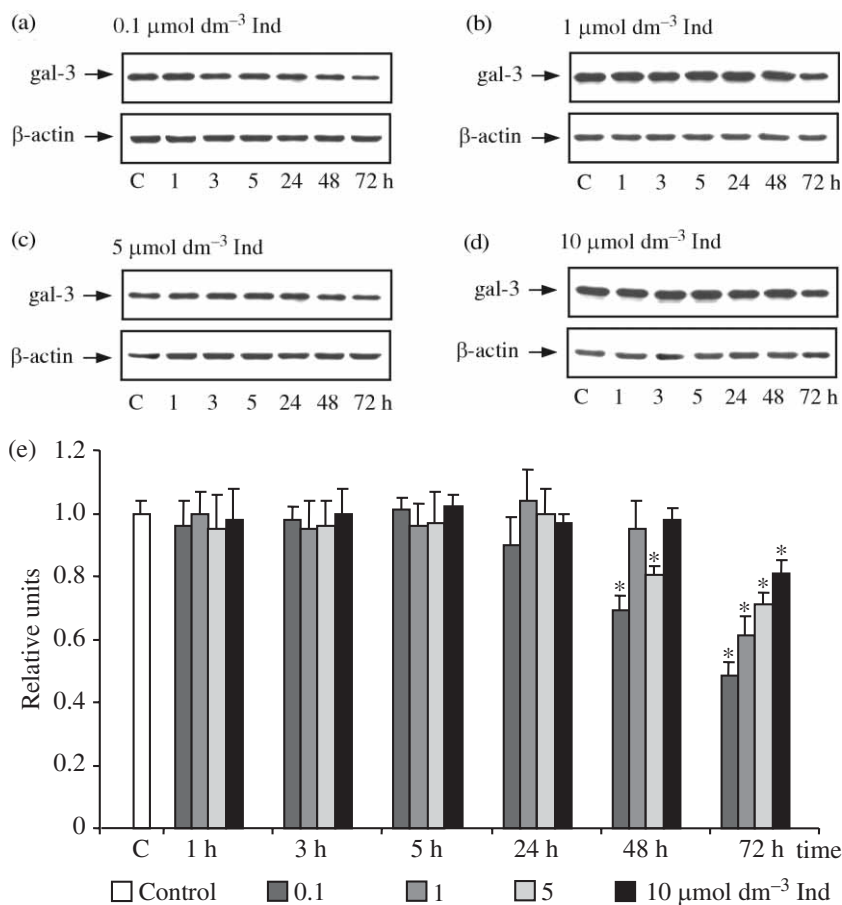 (a) 0.1 μmol dm⁻³ Ind
gal-3
β-actin
C 1 3 5 24 48 72 h
(b) 1 μmol dm⁻³ Ind
gal-3
β-actin
C 1 3 5 24 48 72 h
(c) 5 μmol dm⁻³ Ind
gal-3
β-actin
C 1 3 5 24 48 72 h
(d) 10 μmol dm⁻³ Ind
gal-3
β-actin
C 1 3 5 24 48 72 h
(e)
Relative units
1.2
1.0
0.8
0.6
0.4
0.2
0
* * * * * *
C 1 h 3 h 5 h 24 h 48 h 72 h time
Control 0.1 1 5 10 μmol dm⁻³ Ind